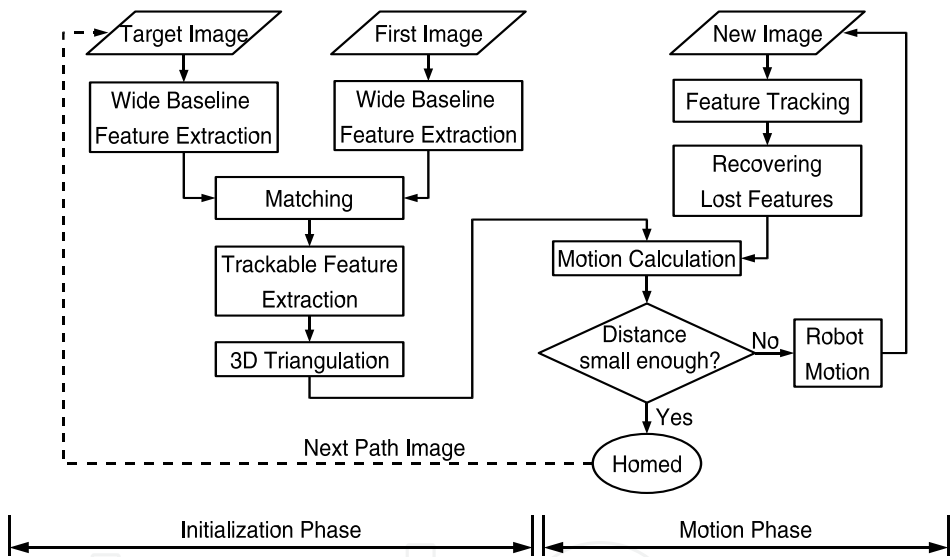 Target Image
First Image
New Image
Wide Baseline
Feature Extraction
Wide Baseline
Feature Extraction
Feature Tracking
Recovering
Lost Features
Matching
Trackable Feature
Extraction
Motion Calculation
3D Triangulation
Distance
small enough?
No
Robot
Motion
Yes
Next Path Image
Homed
Initialization Phase
Motion Phase